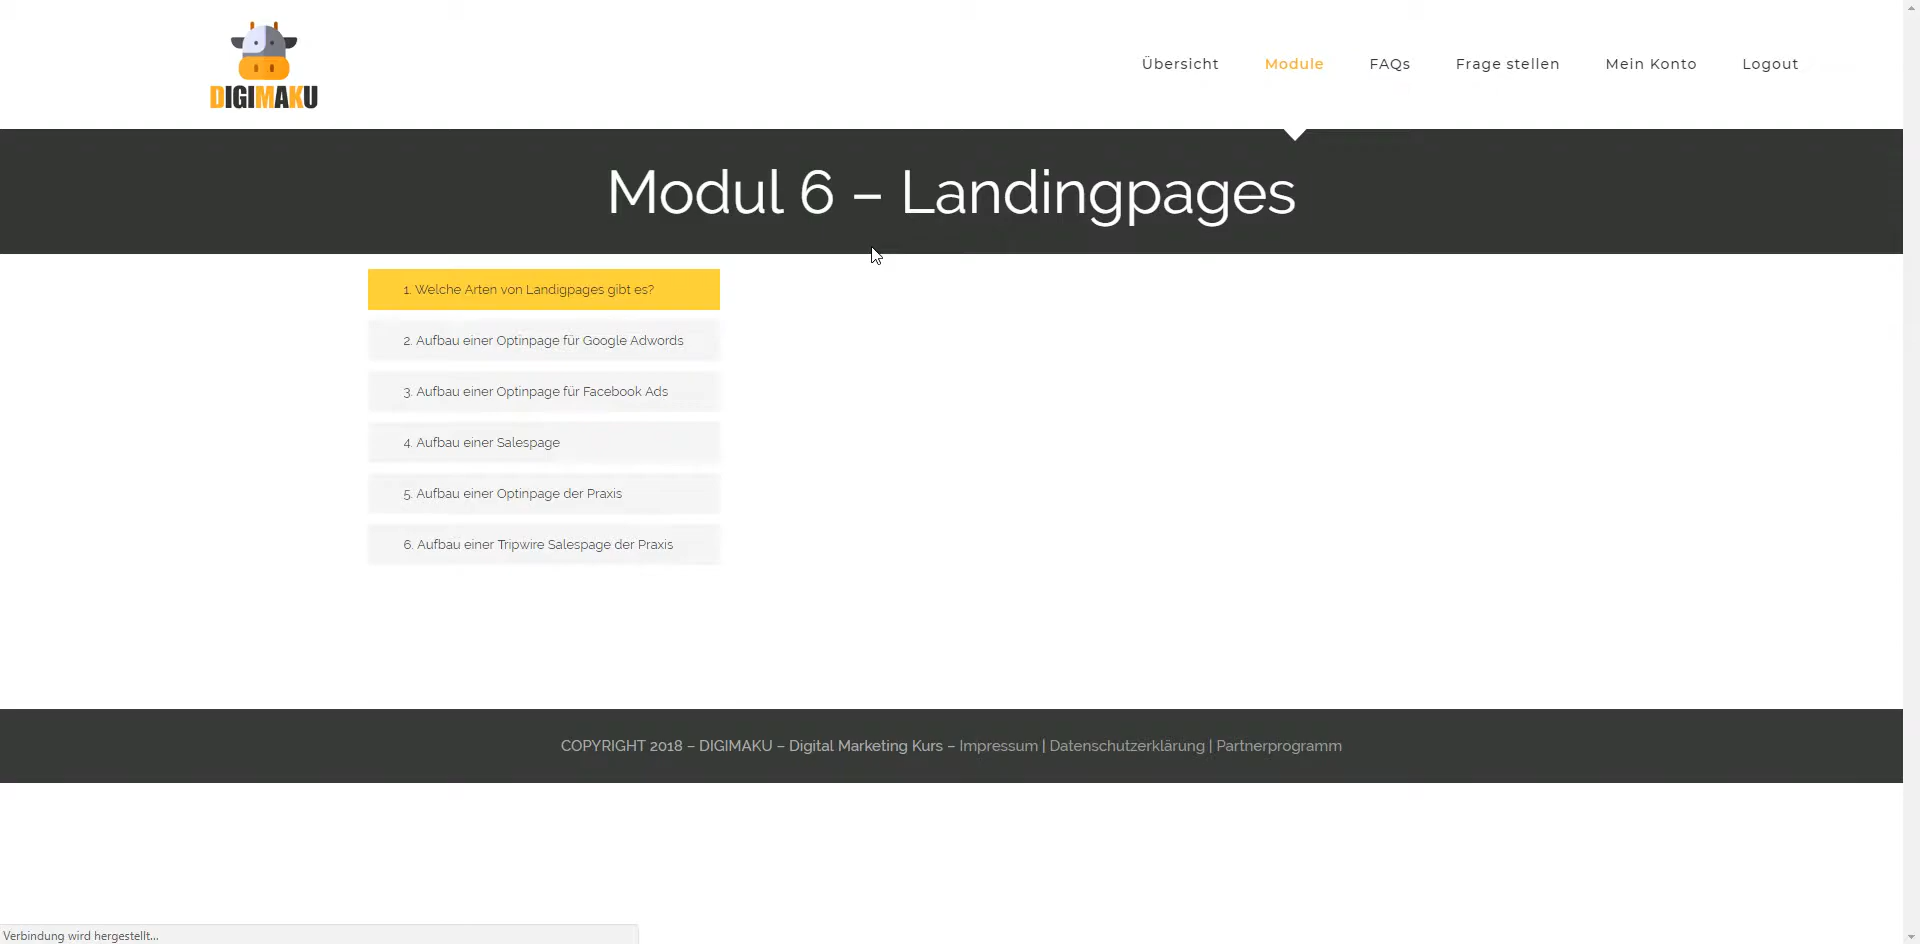 DIGIMAKU
Übersicht
Module
FAQs
Frage stellen
Mein Konto
Logout
Modul 6 – Landingpages
1. Welche Arten von Landigpages gibt es?
2. Aufbau einer Optinpage für Google Adwords
3. Aufbau einer Optinpage für Facebook Ads
4. Aufbau einer Salespage
5. Aufbau einer Optinpage der Praxis
6. Aufbau einer Tripwire Salespage der Praxis
COPYRIGHT 2018 – DIGIMAKU – Digital Marketing Kurs – Impressum | Datenschutzerklärung | Partnerprogramm
Verbindung wird hergestellt...